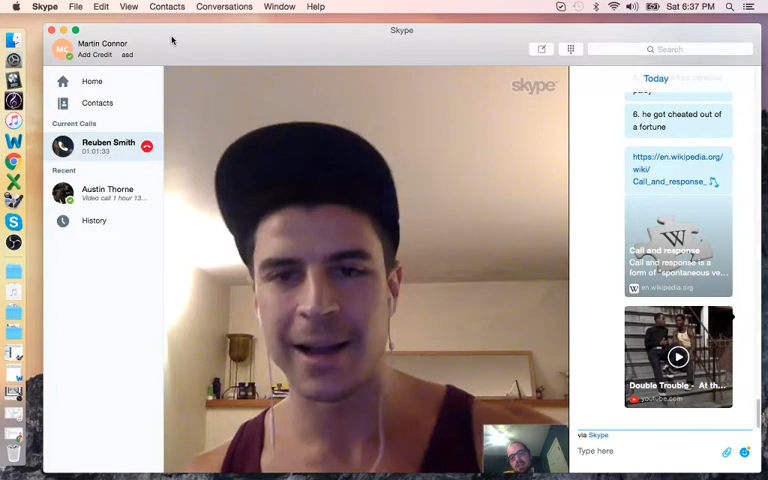 Skype File Edit View Contacts Conversations Window Help
Sat 6:37 PM
Skype
MC
Martin Connor
Add Credit asd
Search
Home
Contacts
Current Calls
Reuben Smith
01:01:33
Recent
Austin Thorne
Video call 1 hour 13...
History
skype™
Today
6. he got cheated out of
a fortune
https://en.wikipedia.org/
wiki/
Call_and_response_
W
Call and response
Call and response is a
form of "spontaneous ve...
W en.wikipedia.org
Double Trouble - At th...
youtube.com
via Skype
Type here